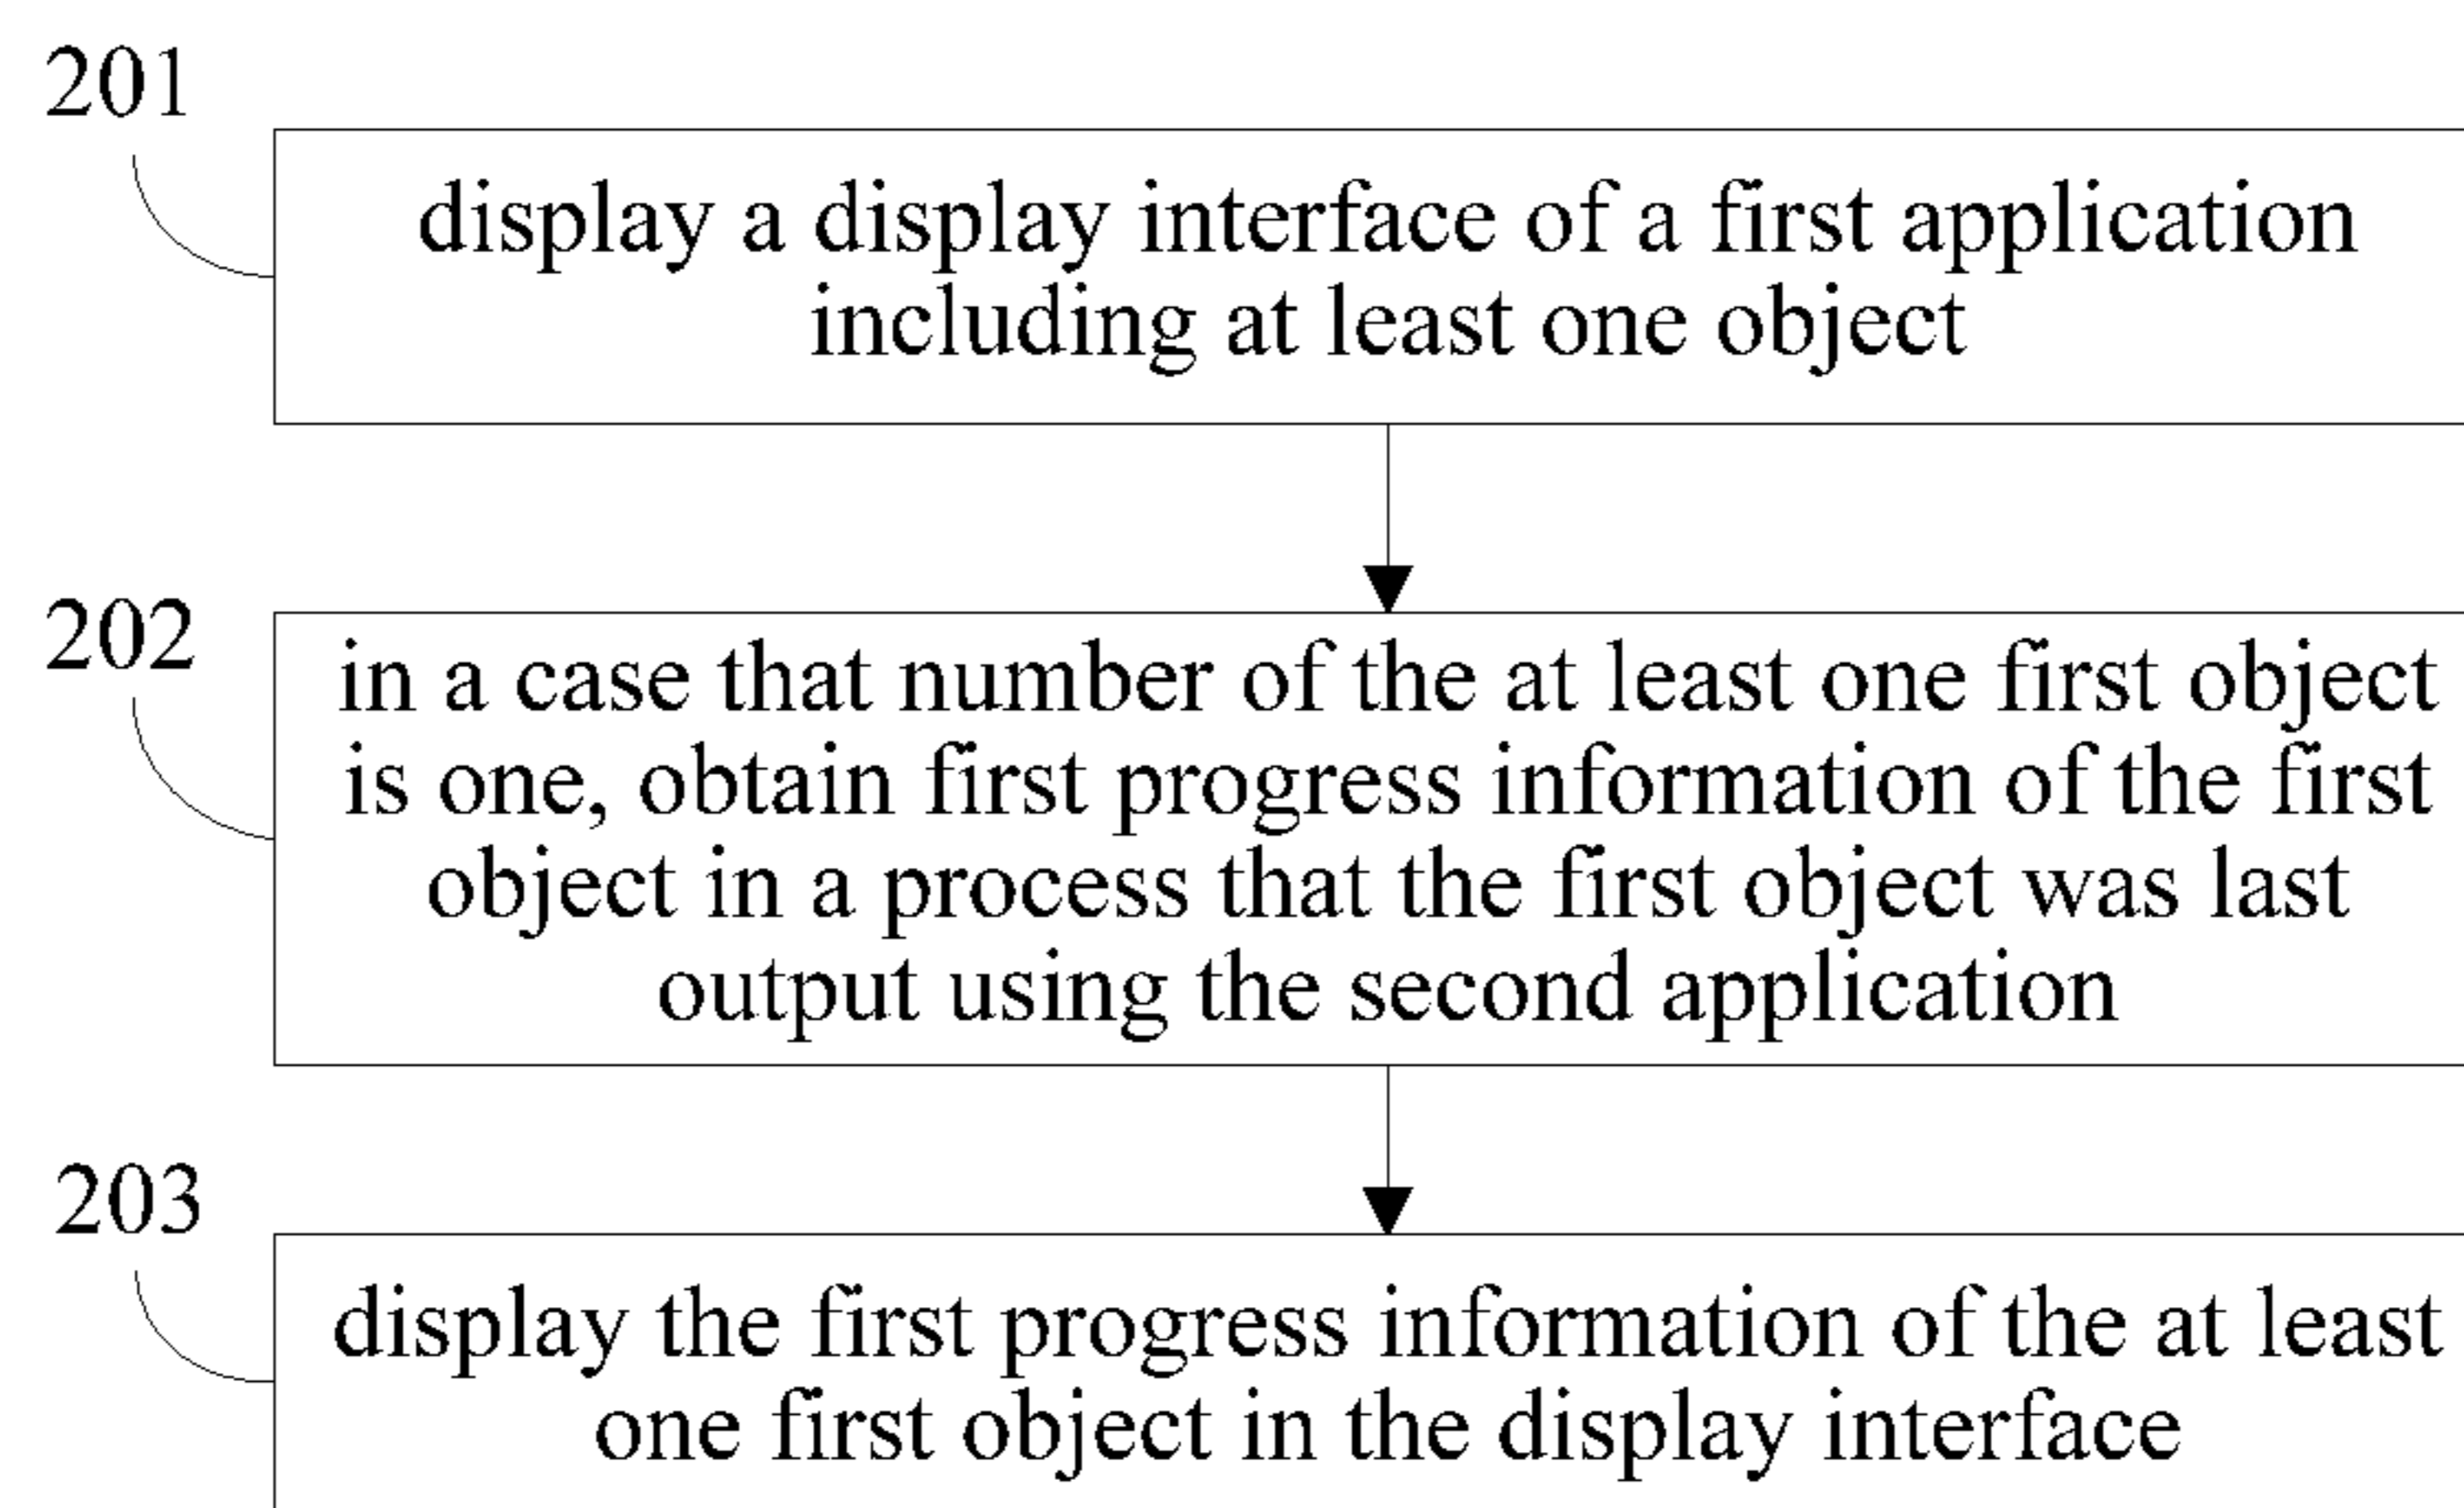 201
display a display interface of a first application
including at least one object
202
in a case that number of the at least one first object
is one, obtain first progress information of the first
object in a process that the first object was last
output using the second application
203
display the first progress information of the at least
one first object in the display interface